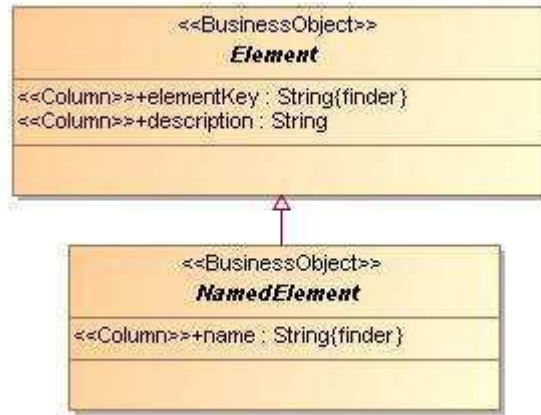 <<BusinessObject>>
Element
<<Column>>+elementKey : String{finder}
<<Column>>+description : String
<<BusinessObject>>
NamedElement
<<Column>>+name : String{finder}